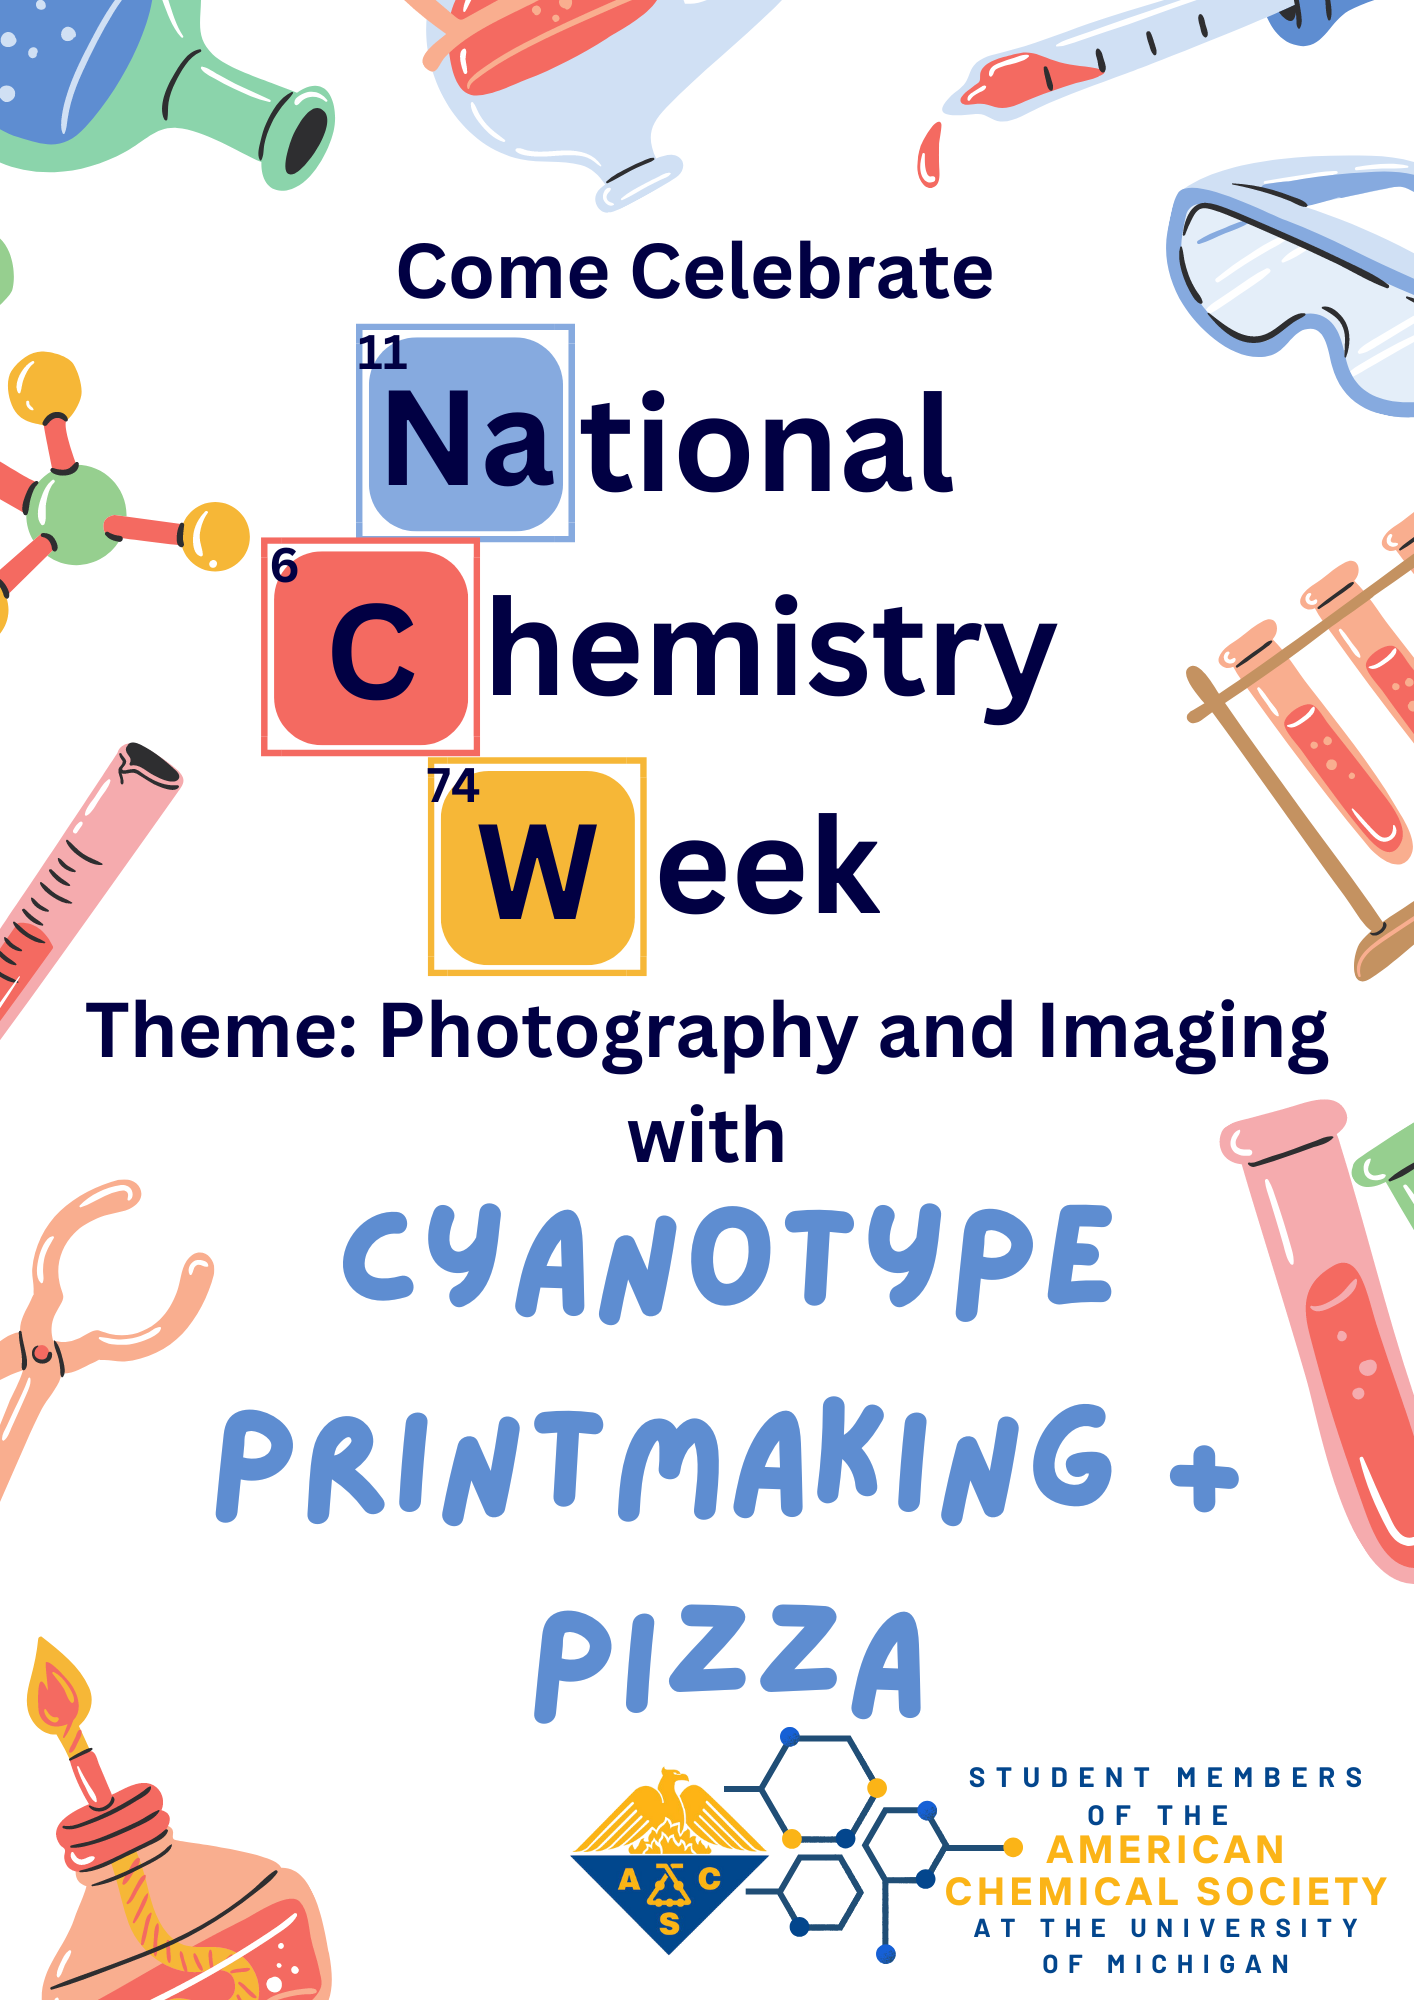 Come Celebrate
11
National
6
Chemistry
74
Week
Theme: Photography and Imaging
with
CYANOTYPE
PRINTMAKING +
PIZZA
A C
S
STUDENT MEMBERS
OF THE
AMERICAN
CHEMICAL SOCIETY
AT THE UNIVERSITY
OF MICHIGAN